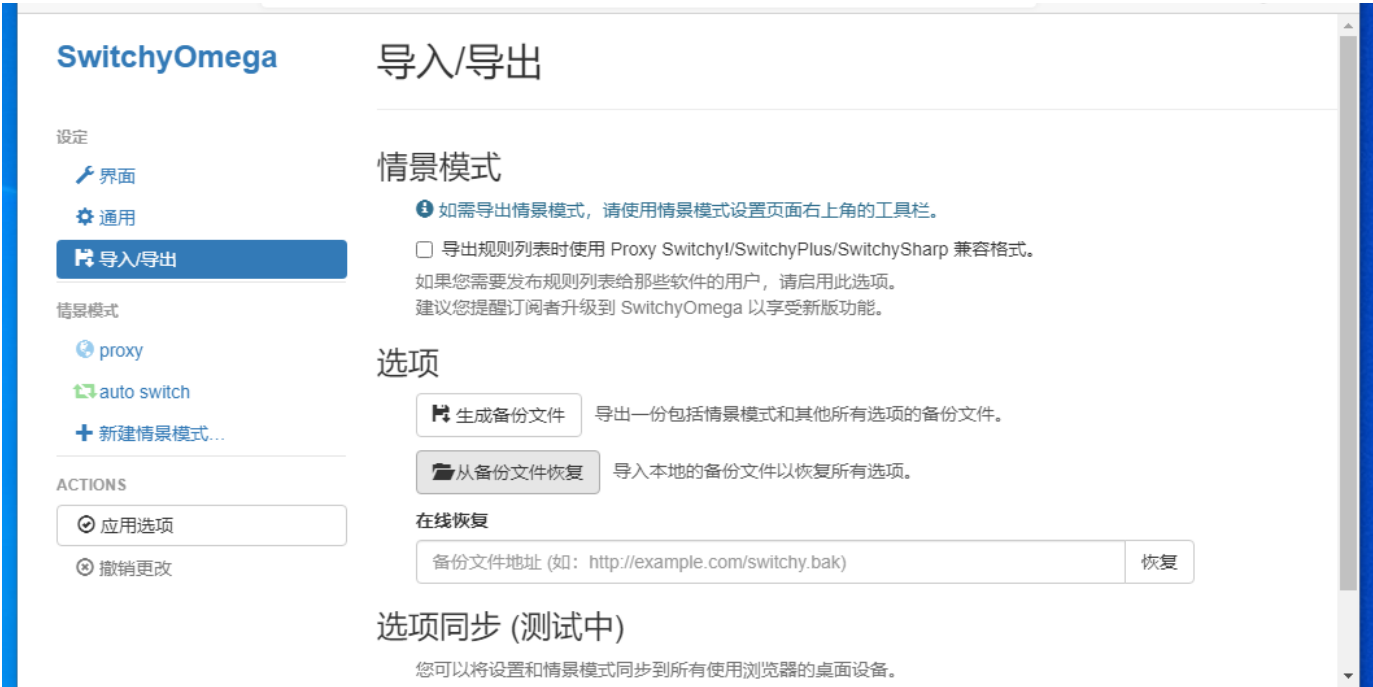 SwitchyOmega
设定
界面
通用
导入/导出
情景模式
proxy
auto switch
新建情景模式...
ACTIONS
应用选项
撤销更改
导入/导出
情景模式
如需导出情景模式，请使用情景模式设置页面右上角的工具栏。
导出规则列表时使用 Proxy Switchy!/SwitchyPlus/SwitchySharp 兼容格式。
如果您需要发布规则列表给那些软件的用户，请启用此选项。
建议您提醒订阅者升级到 SwitchyOmega 以享受新版功能。
选项
生成备份文件 导出一份包括情景模式和其他所有选项的备份文件。
从备份文件恢复 导入本地的备份文件以恢复所有选项。
在线恢复
备份文件地址 (如：http://example.com/switchy.bak) 恢复
选项同步 (测试中)
您可以将设置和情景模式同步到所有使用浏览器的桌面设备。